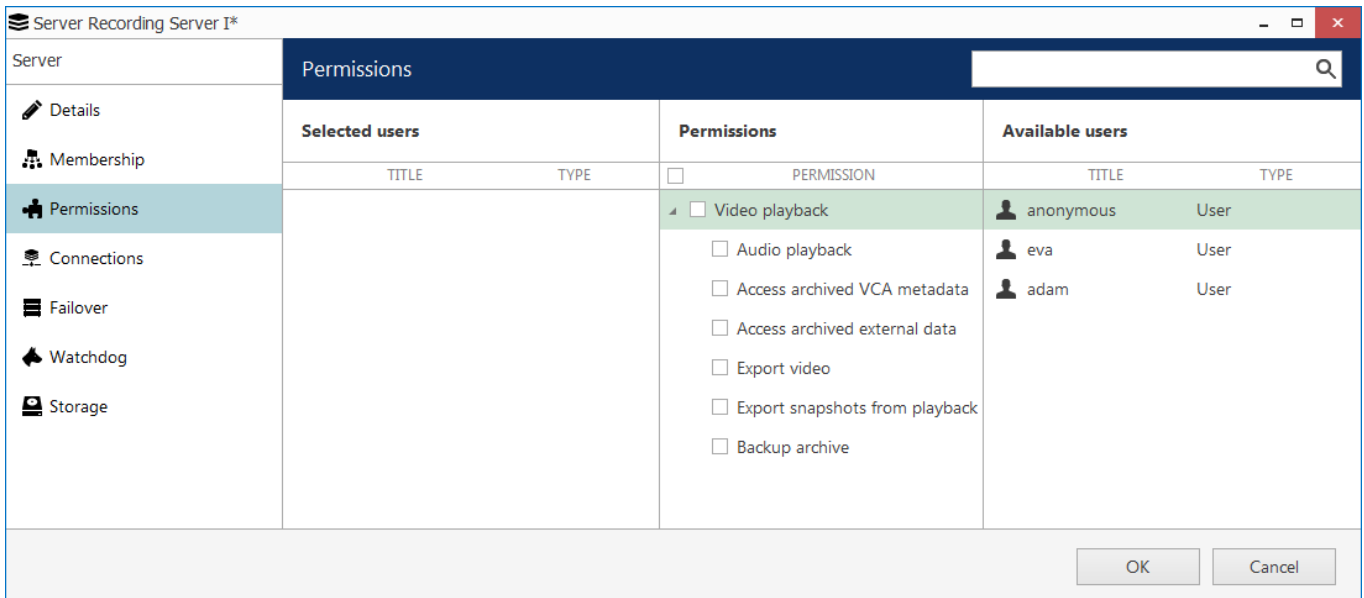 Server Recording Server I*
Server
Details
Membership
Permissions
Connections
Failover
Watchdog
Storage
Permissions
Selected users
TITLE TYPE
Permissions
PERMISSION
Video playback
Audio playback
Access archived VCA metadata
Access archived external data
Export video
Export snapshots from playback
Backup archive
Available users
TITLE TYPE
anonymous User
eva User
adam User
OK Cancel